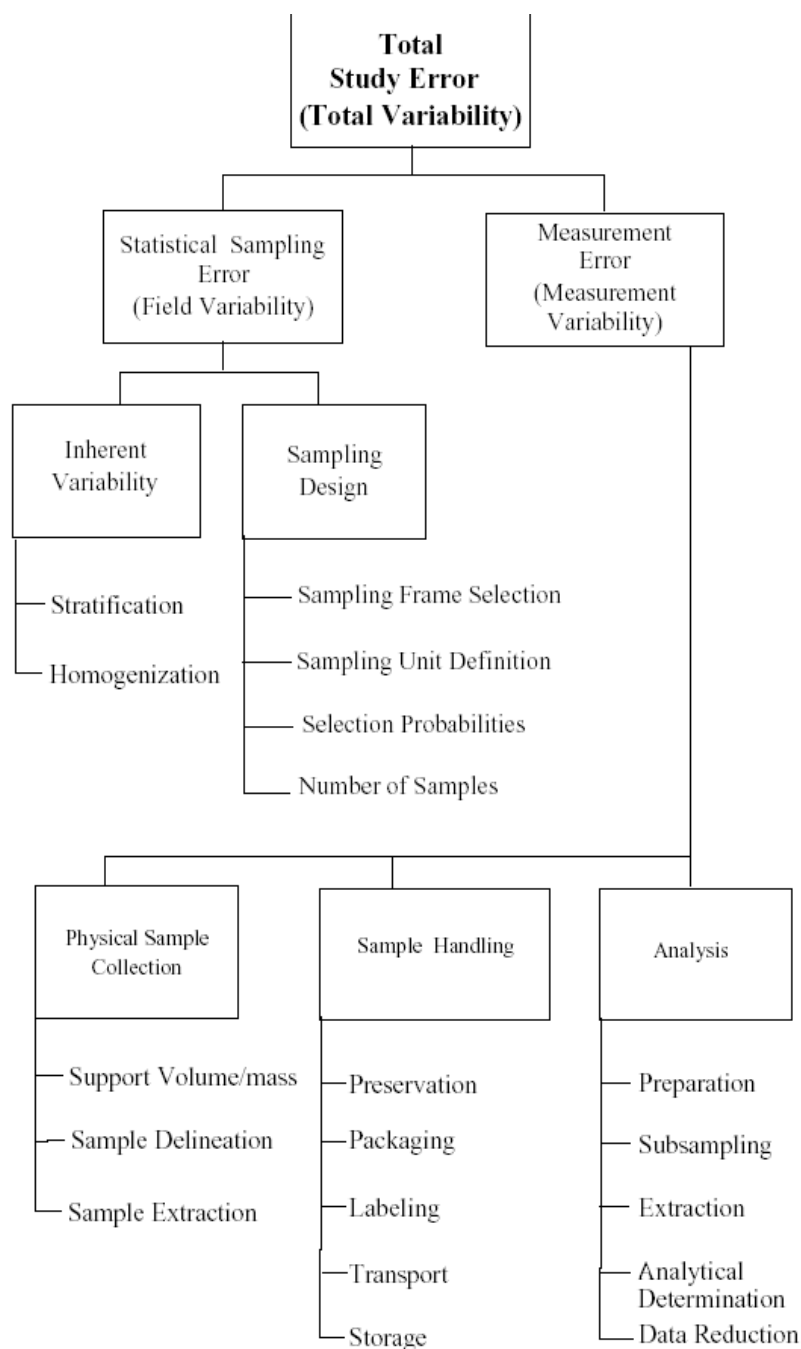 Total
Study Error
(Total Variability)
Statistical Sampling
Error
(Field Variability)
Measurement
Error
(Measurement
Variability)
Inherent
Variability
Sampling
Design
Stratification
Homogenization
Sampling Frame Selection
Sampling Unit Definition
Selection Probabilities
Number of Samples
Physical Sample
Collection
Sample Handling
Analysis
Support Volume/mass
Sample Delineation
Sample Extraction
Preservation
Packaging
Labeling
Transport
Storage
Preparation
Subsampling
Extraction
Analytical
Determination
Data Reduction